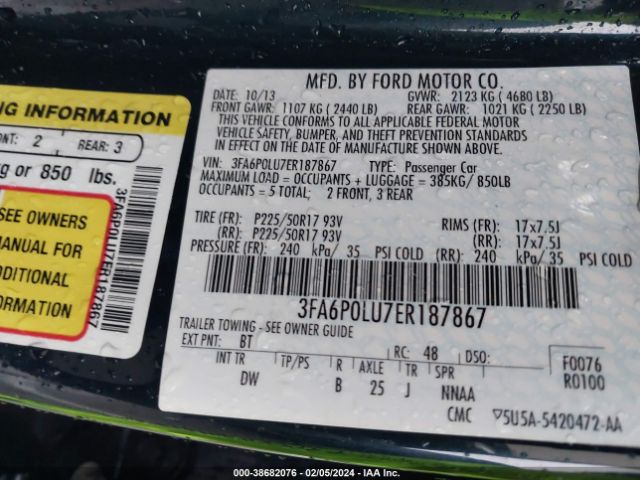 NG INFORMATION
ONT: 2 REAR: 3
kg or 850 lbs.
SEE OWNERS
MANUAL FOR
ADDITIONAL
INFORMATION
3FA6P0LU7ER187867
MFD. BY FORD MOTOR CO.
DATE: 10/13 GVWR: 2123 KG ( 4680 LB)
FRONT GAWR: 1107 KG ( 2440 LB) REAR GAWR: 1021 KG ( 2250 LB)
THIS VEHICLE CONFORMS TO ALL APPLICABLE FEDERAL MOTOR
VEHICLE SAFETY, BUMPER, AND THEFT PREVENTION STANDARDS
IN EFFECT ON THE DATE OF MANUFACTURE SHOWN ABOVE.
VIN: 3FA6P0LU7ER187867 TYPE: Passenger Car
MAXIMUM LOAD = OCCUPANTS + LUGGAGE = 385KG/ 850LB
OCCUPANTS = 5 TOTAL; 2 FRONT, 3 REAR
TIRE (FR): P225/50R17 93V RIMS (FR): 17x7.5J
(RR): P225/50R17 93V (RR): 17x7.5J
PRESSURE (FR): 240 kPa/ 35 PSI COLD (RR): 240 kPa/ 35 PSI COLD
3FA6P0LU7ER187867
TRAILER TOWING - SEE OWNER GUIDE
EXT PNT: BT RC: 48 DSO: F0076
INT TR TP/PS R AXLE TR SPR R0100
DW B 25 J NNAA
CMC ▽5U5A-5420472-AA
000-38682076 - 02/05/2024 - IAA Inc.